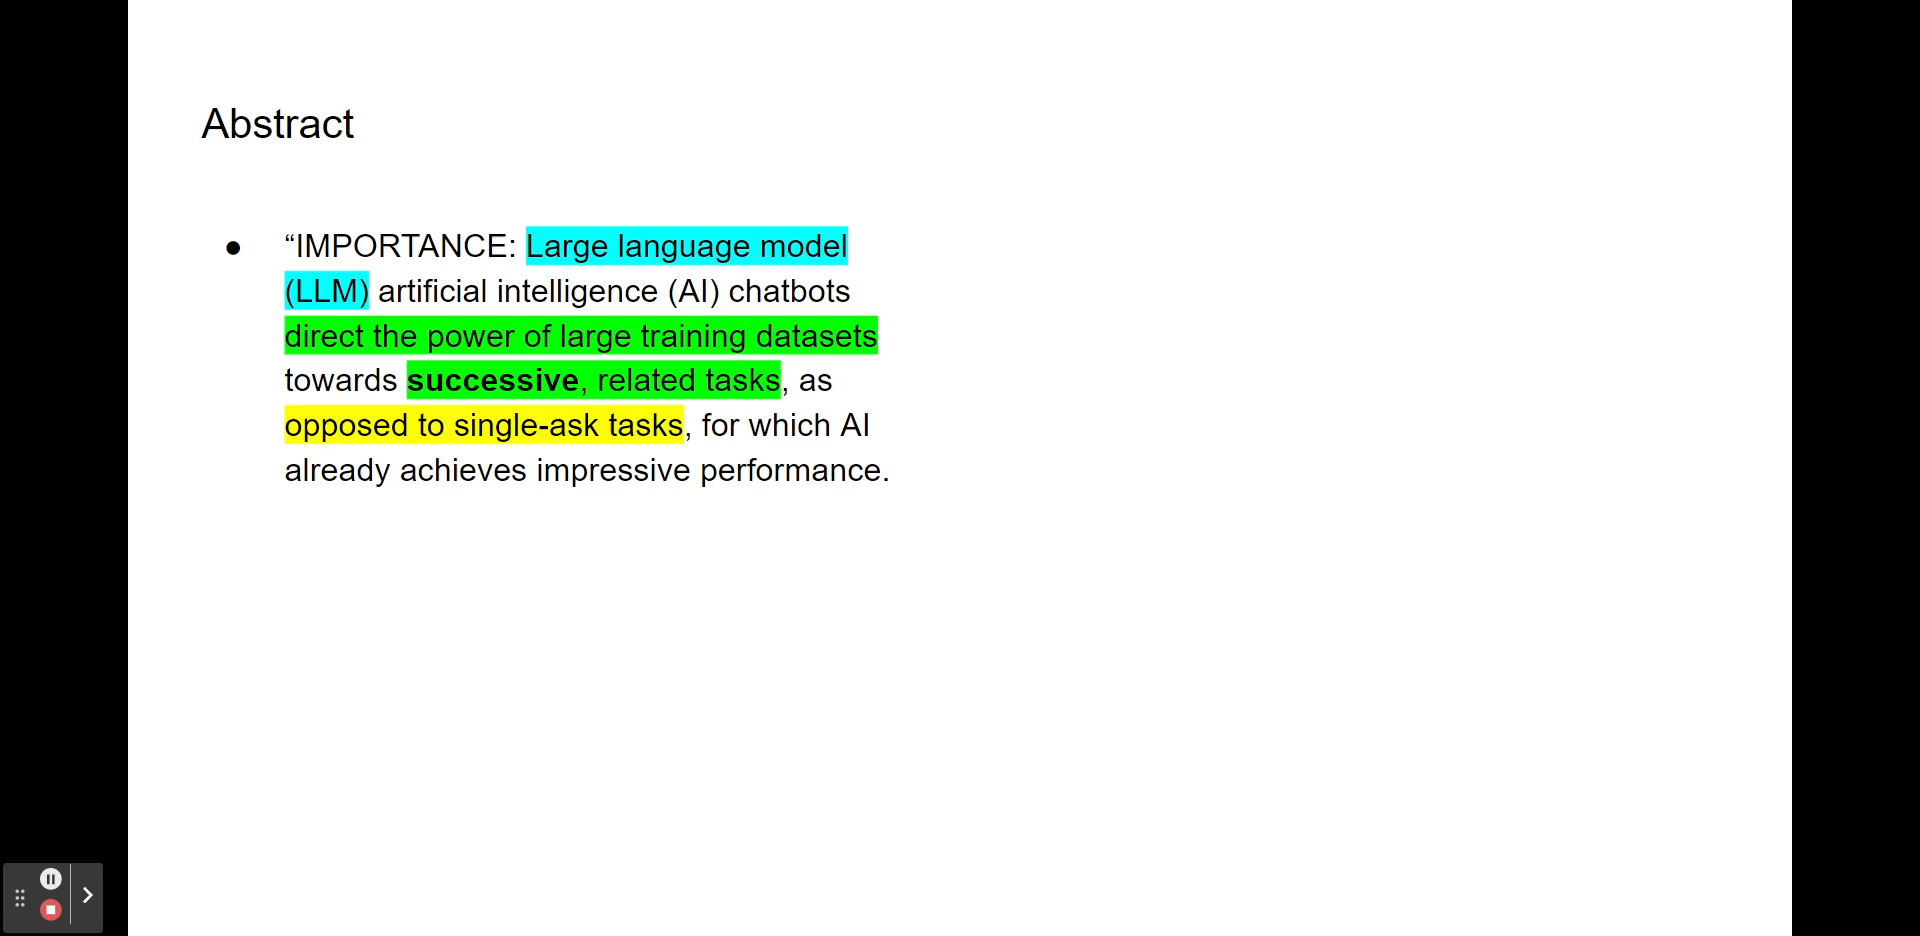 Abstract
● “IMPORTANCE: Large language model
(LLM) artificial intelligence (AI) chatbots
direct the power of large training datasets
towards successive, related tasks, as
opposed to single-ask tasks, for which AI
already achieves impressive performance.